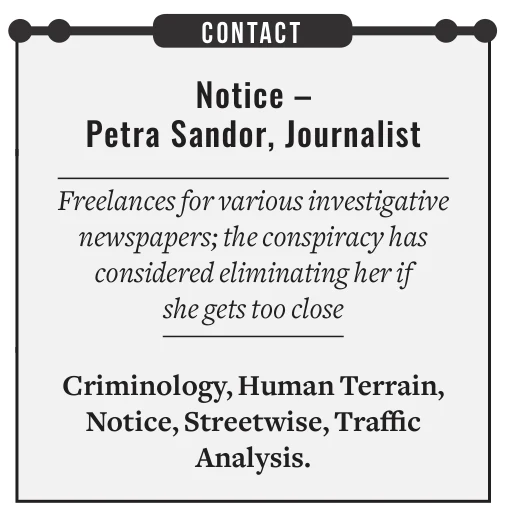 CONTACT
Notice –
Petra Sandor, Journalist
Freelances for various investigative
newspapers; the conspiracy has
considered eliminating her if
she gets too close
Criminology, Human Terrain,
Notice, Streetwise, Traffic
Analysis.